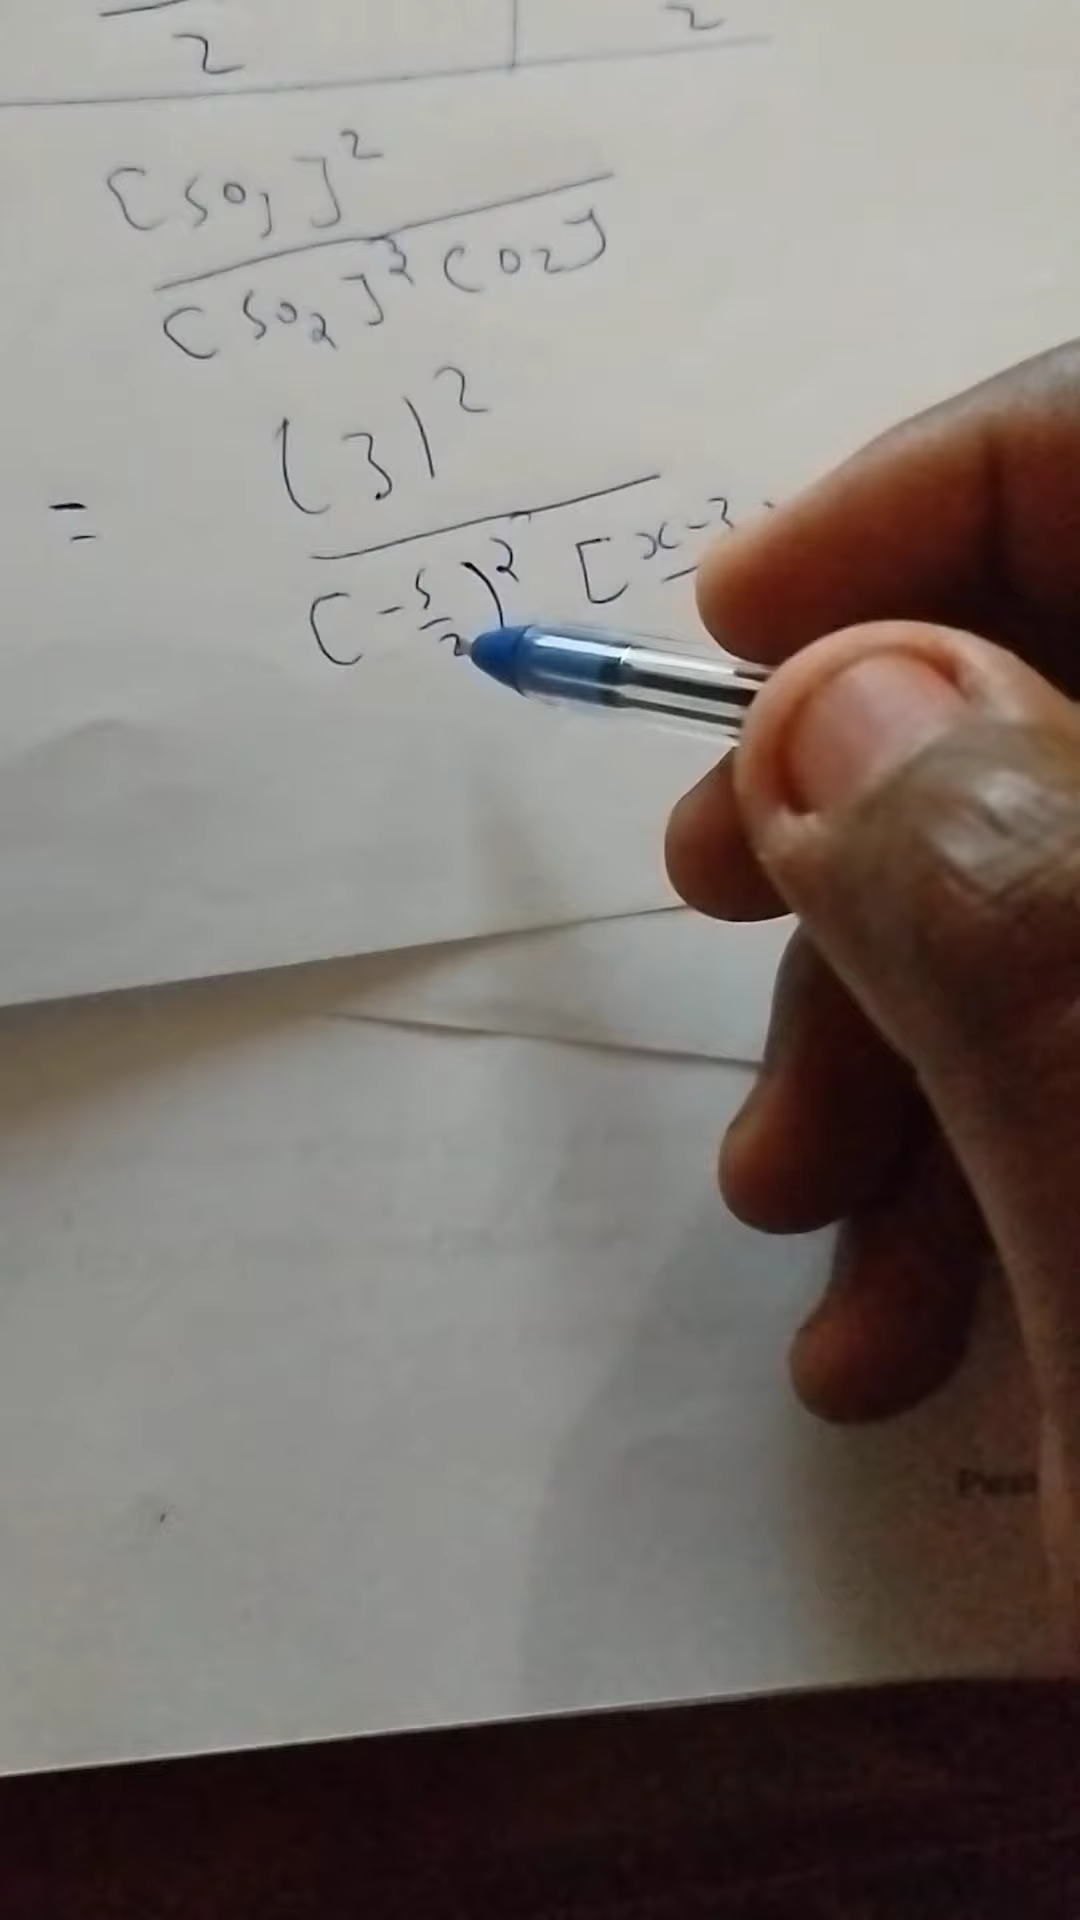 2 2
[SO3]²
[SO2]² [O2]
= (3)²
(-5/2)² [x-3